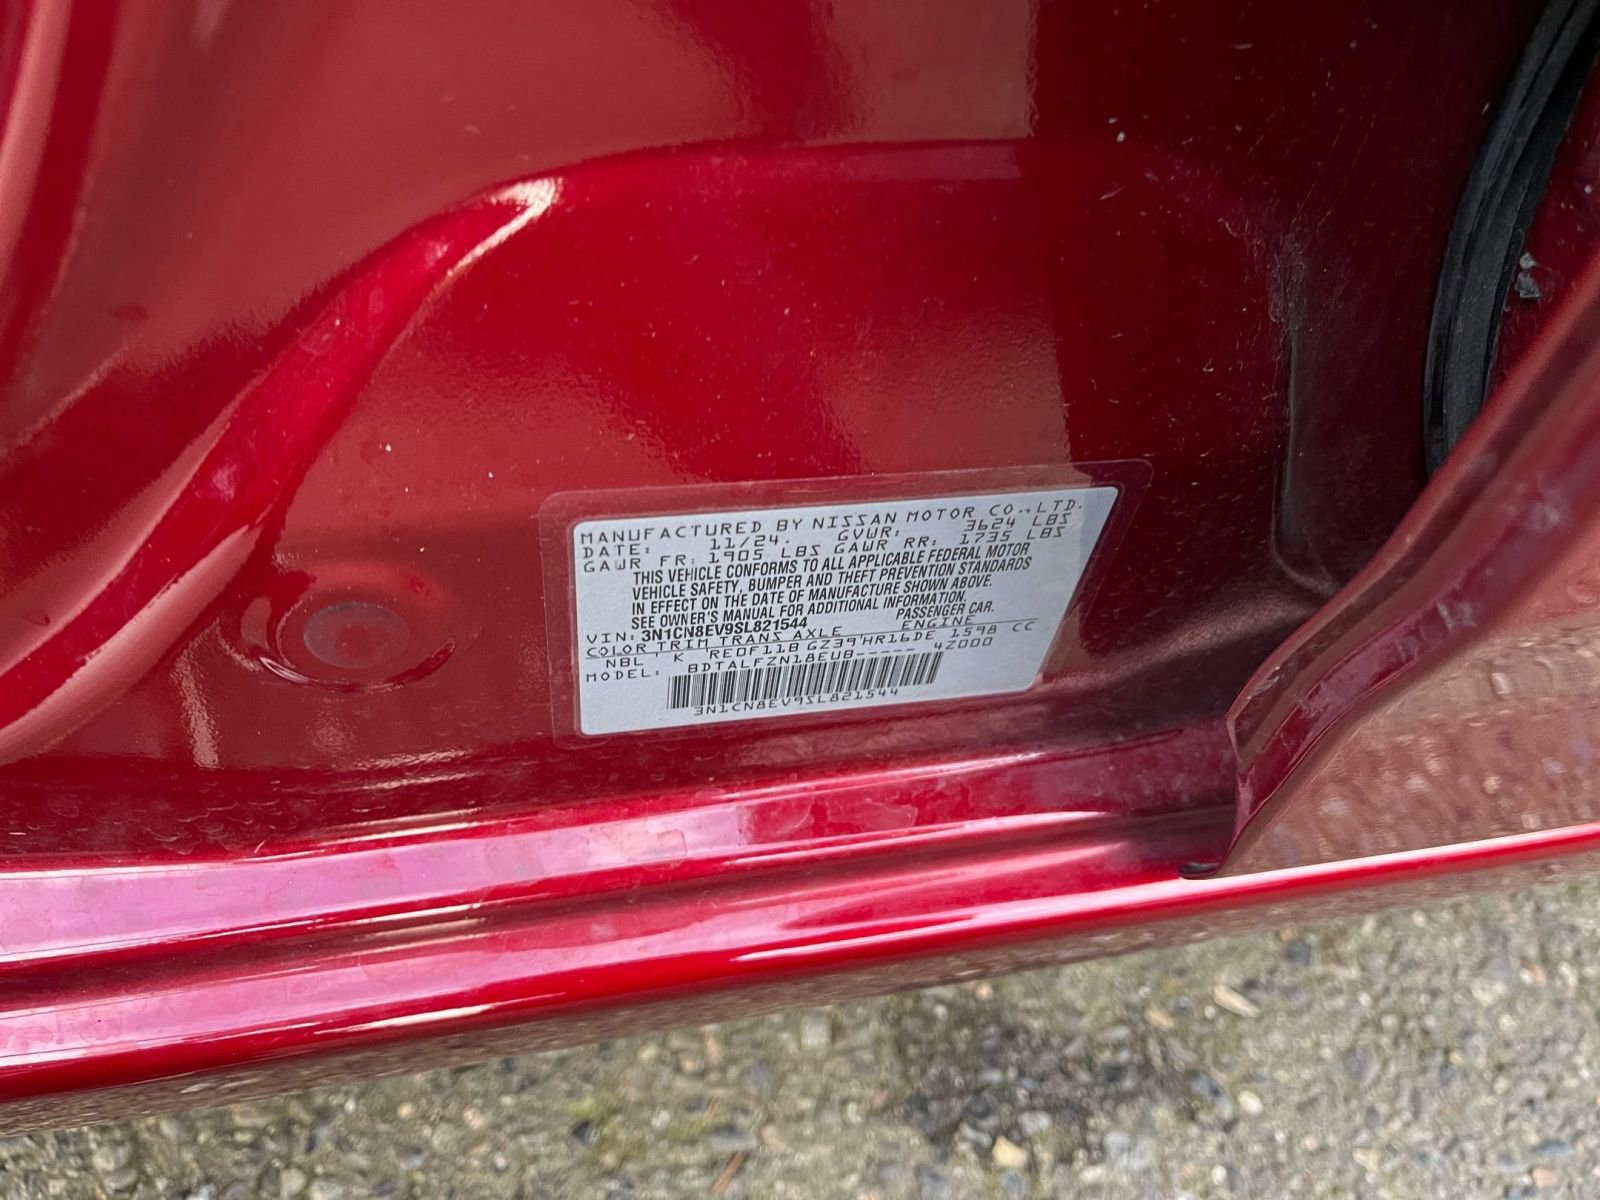 MANUFACTURED BY NISSAN MOTOR CO.,LTD.
DATE: 11/24. GVWR: 3624 LBS
GAWR FR: 1905 LBS GAWR RR: 1735 LBS
THIS VEHICLE CONFORMS TO ALL APPLICABLE FEDERAL MOTOR
VEHICLE SAFETY, BUMPER AND THEFT PREVENTION STANDARDS
IN EFFECT ON THE DATE OF MANUFACTURE SHOWN ABOVE.
SEE OWNER'S MANUAL FOR ADDITIONAL INFORMATION.
VIN: 3N1CN8EV9SL821544 PASSENGER CAR.
COLOR TRIM TRANS AXLE ENGINE
NBL K RE0F11B GZ39 HR16DE 1598 CC
MODEL: BDTALFZN18EUB----- 4Z000
3N1CN8EV9SL821544